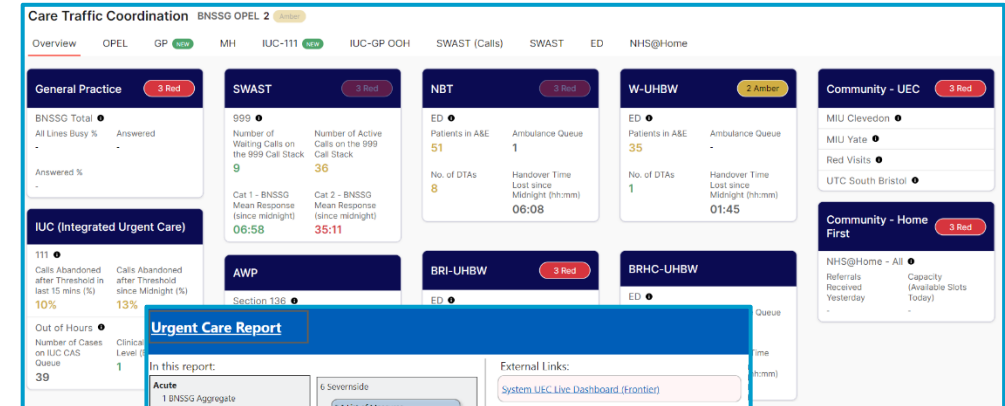 Care Traffic Coordination BNSSG OPEL 2 Amber
Overview OPEL GP NEW MH IUC-111 NEW IUC-GP OOH SWAST (Calls) SWAST ED NHS@Home
General Practice 3 Red
BNSSG Total
All Lines Busy % Answered
- -
Answered %
-
IUC (Integrated Urgent Care)
111
Calls Abandoned after Threshold in last 15 mins (%)
10%
Calls Abandoned after Threshold since Midnight (%)
13%
Out of Hours
Number of Cases on IUC CAS Queue
39
Clinical
Level
1
SWAST 3 Red
999
Number of Waiting Calls on the 999 Call Stack
9
Number of Active Calls on the 999 Call Stack
36
Cat 1 - BNSSG Mean Response (since midnight)
06:58
Cat 2 - BNSSG Mean Response (since midnight)
35:11
AWP
Section 136
NBT 3 Red
ED
Patients in A&E
51
Ambulance Queue
1
No. of DTAs
8
Handover Time Lost since Midnight (hh:mm)
06:08
BRI-UHBW 3 Red
ED
W-UHBW 2 Amber
ED
Patients in A&E
35
Ambulance Queue
-
No. of DTAs
1
Handover Time Lost since Midnight (hh:mm)
01:45
BRHC-UHBW
ED
Queue
Time
hh:mm)
Community - UEC 3 Red
MIU Clevedon
MIU Yate
Red Visits
UTC South Bristol
Community - Home First 3 Red
NHS@Home - All
Referrals Received Yesterday
-
Capacity (Available Slots Today)
-
Urgent Care Report
In this report:
Acute
1 BNSSG Aggregate
6 Severnside
External Links:
System UEC Live Dashboard (Frontier)